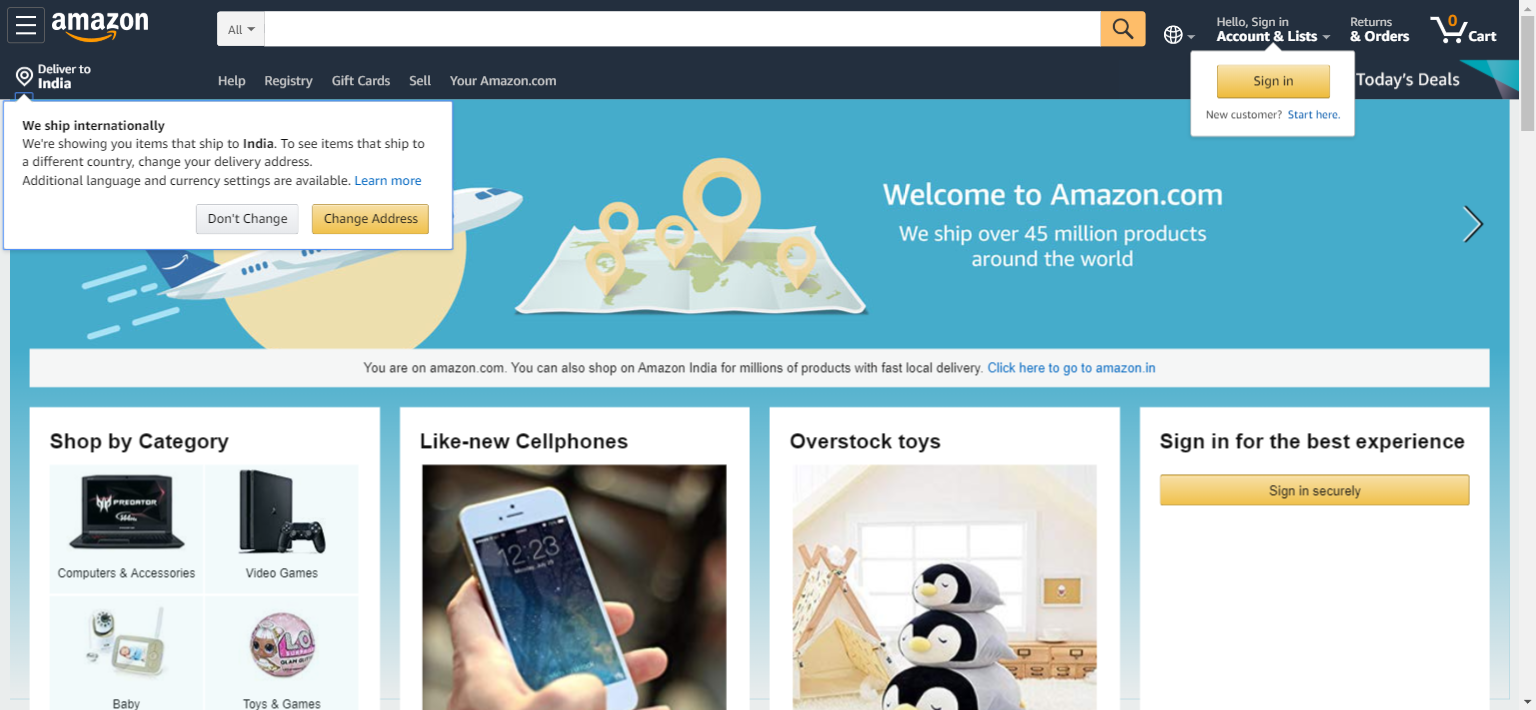 amazon
All
Hello, Sign in
Account & Lists
Returns
& Orders
0
Cart
Deliver to
India
Help
Registry
Gift Cards
Sell
Your Amazon.com
Today's Deals
Sign in
New customer? Start here.
We ship internationally
We're showing you items that ship to India. To see items that ship to
a different country, change your delivery address.
Additional language and currency settings are available. Learn more
Don't Change
Change Address
Welcome to Amazon.com
We ship over 45 million products
around the world
You are on amazon.com. You can also shop on Amazon India for millions of products with fast local delivery. Click here to go to amazon.in
Shop by Category
PREDATOR
Computers & Accessories
Video Games
Baby
Toys & Games
Like-new Cellphones
12:23
Overstock toys
Sign in for the best experience
Sign in securely